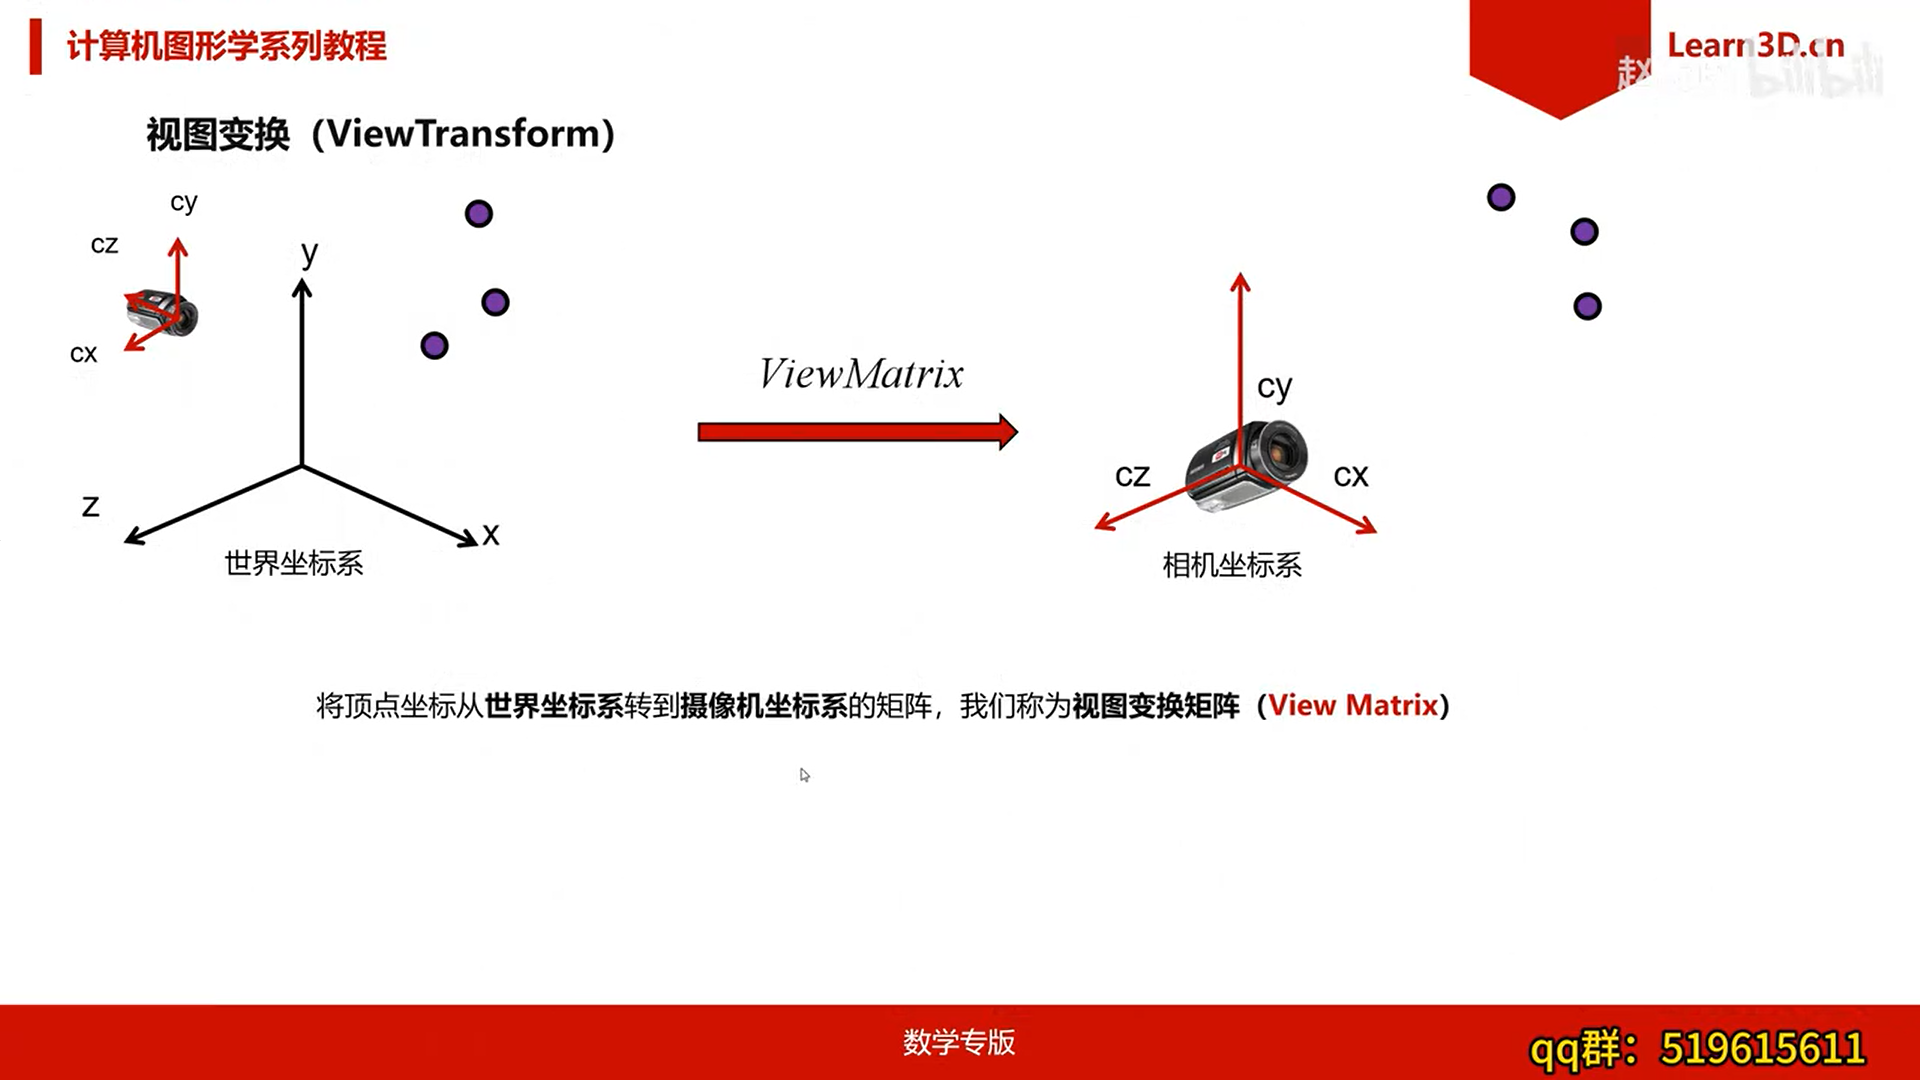 计算机图形学系列教程
Learn3D.cn
赵
bilibili
视图变换（ViewTransform）
cy
cz
cx
y
z
x
世界坐标系
ViewMatrix
cy
cz
cx
相机坐标系
将顶点坐标从世界坐标系转到摄像机坐标系的矩阵，我们称为视图变换矩阵（View Matrix）
数学专版
qq群：519615611